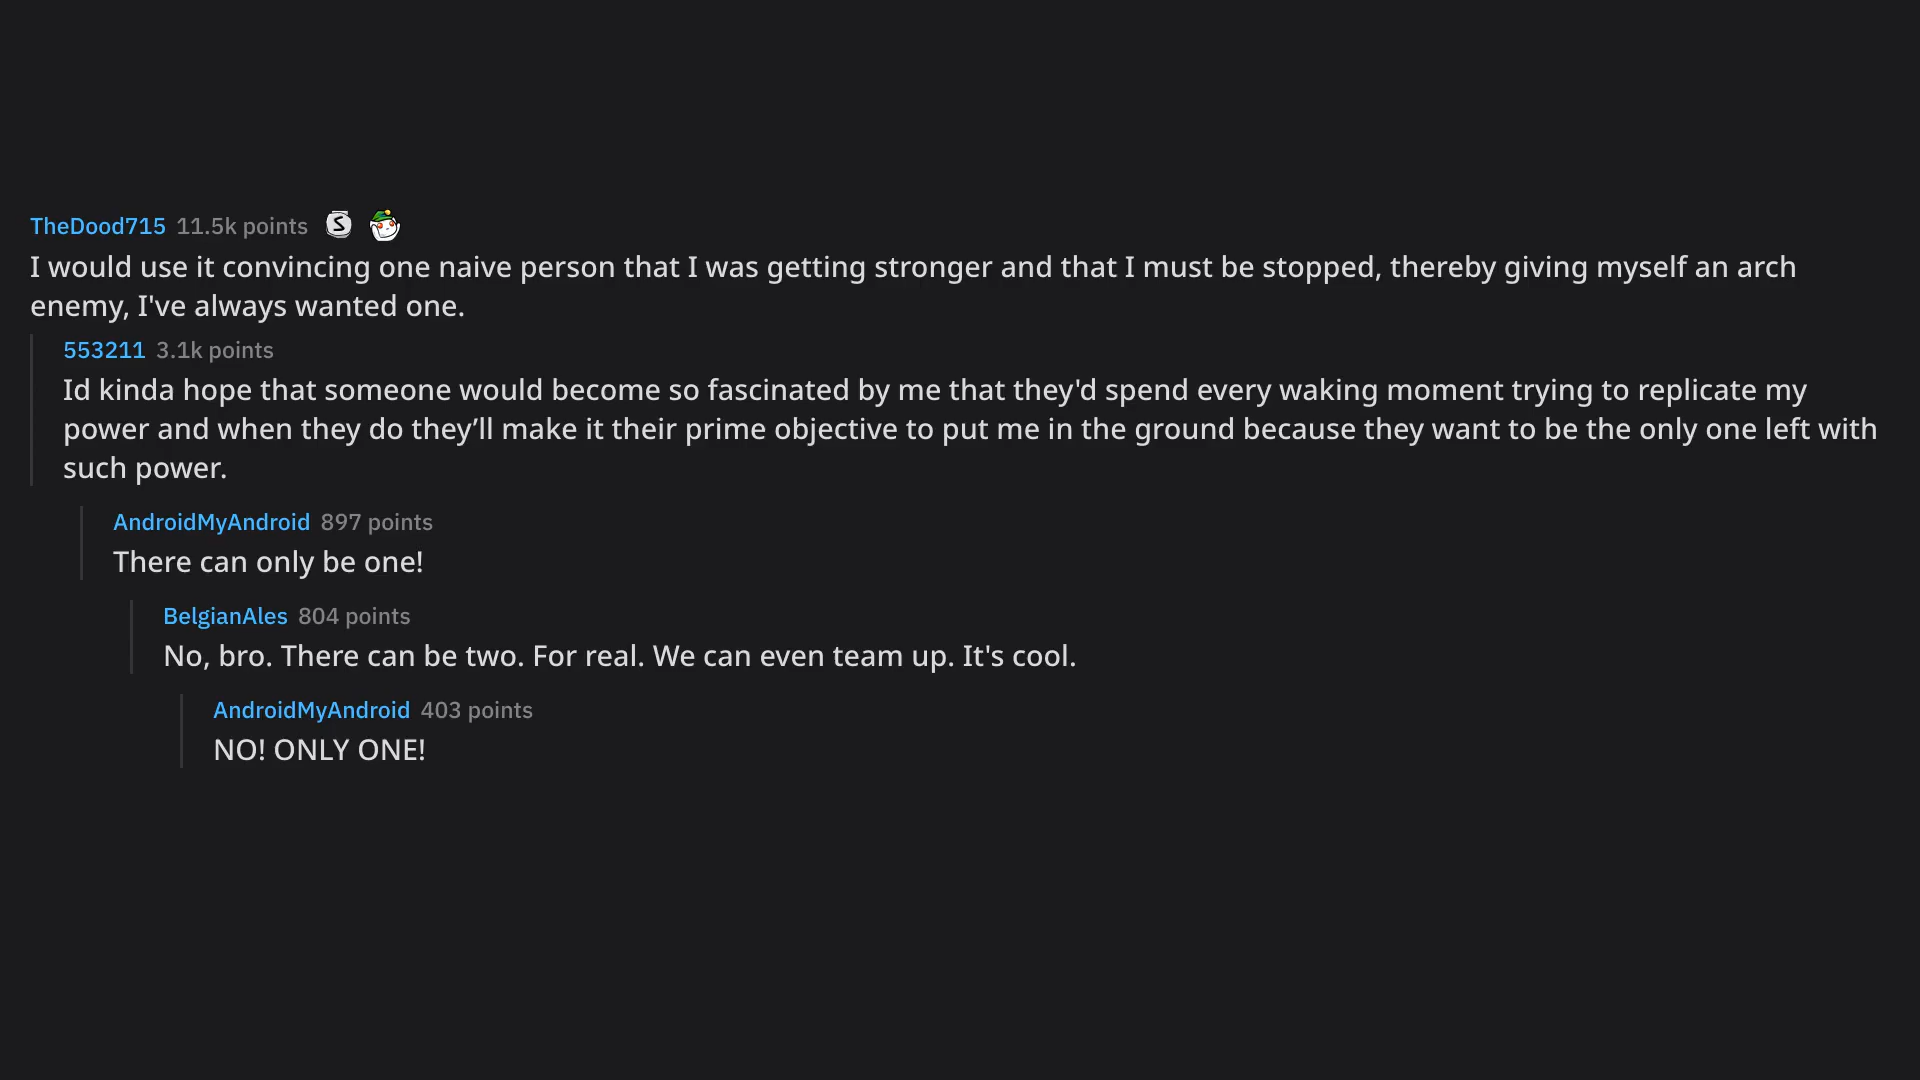 TheDood715 11.5k points S
I would use it convincing one naive person that I was getting stronger and that I must be stopped, thereby giving myself an arch
enemy, I've always wanted one.
553211 3.1k points
Id kinda hope that someone would become so fascinated by me that they'd spend every waking moment trying to replicate my
power and when they do they’ll make it their prime objective to put me in the ground because they want to be the only one left with
such power.
AndroidMyAndroid 897 points
There can only be one!
BelgianAles 804 points
No, bro. There can be two. For real. We can even team up. It's cool.
AndroidMyAndroid 403 points
NO! ONLY ONE!